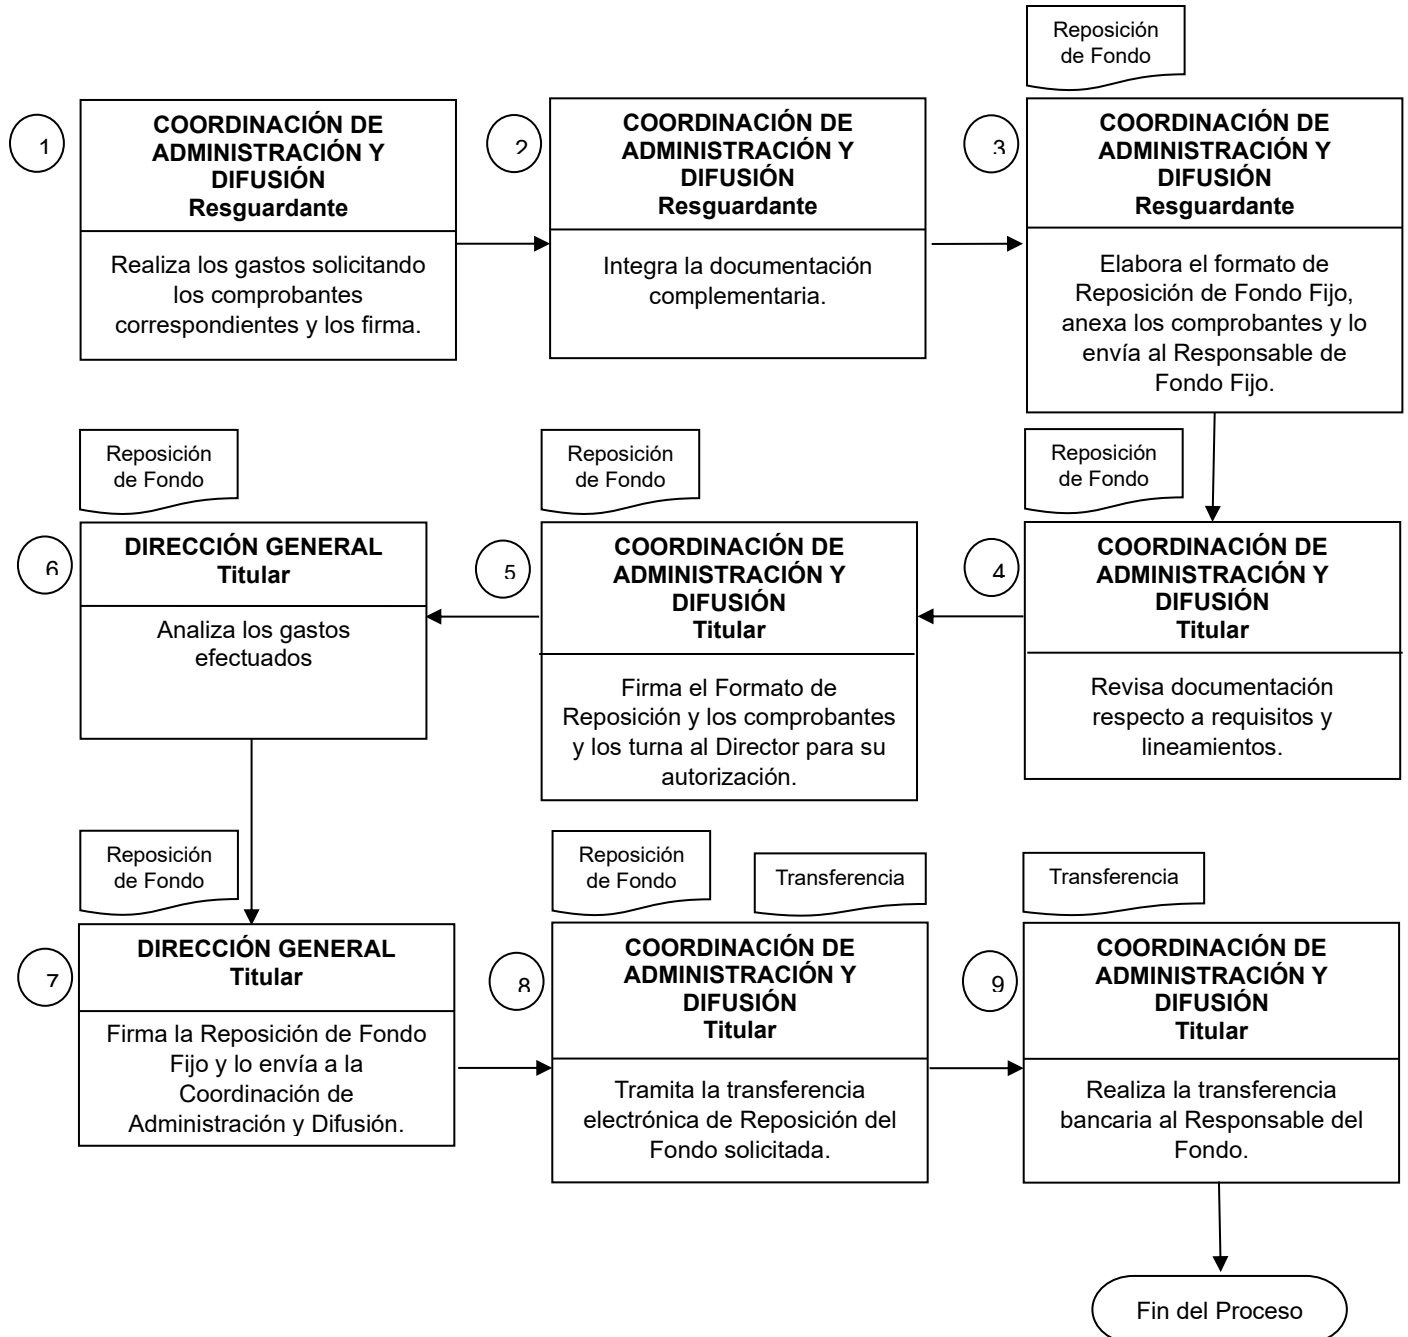 Reposición
de Fondo
1
COORDINACIÓN DE
ADMINISTRACIÓN Y
DIFUSIÓN
Resguardante
Realiza los gastos solicitando
los comprobantes
correspondientes y los firma.
2
COORDINACIÓN DE
ADMINISTRACIÓN Y
DIFUSIÓN
Resguardante
Integra la documentación
complementaria.
3
COORDINACIÓN DE
ADMINISTRACIÓN Y
DIFUSIÓN
Resguardante
Elabora el formato de
Reposición de Fondo Fijo,
anexa los comprobantes y lo
envía al Responsable de
Fondo Fijo.
Reposición
de Fondo
4
COORDINACIÓN DE
ADMINISTRACIÓN Y
DIFUSIÓN
Titular
Revisa documentación
respecto a requisitos y
lineamientos.
Reposición
de Fondo
5
COORDINACIÓN DE
ADMINISTRACIÓN Y
DIFUSIÓN
Titular
Firma el Formato de
Reposición y los comprobantes
y los turna al Director para su
autorización.
Reposición
de Fondo
6
DIRECCIÓN GENERAL
Titular
Analiza los gastos
efectuados
Reposición
de Fondo
7
DIRECCIÓN GENERAL
Titular
Firma la Reposición de Fondo
Fijo y lo envía a la
Coordinación de
Administración y Difusión.
Reposición
de Fondo
Transferencia
8
COORDINACIÓN DE
ADMINISTRACIÓN Y
DIFUSIÓN
Titular
Tramita la transferencia
electrónica de Reposición del
Fondo solicitada.
Transferencia
9
COORDINACIÓN DE
ADMINISTRACIÓN Y
DIFUSIÓN
Titular
Realiza la transferencia
bancaria al Responsable del
Fondo.
Fin del Proceso